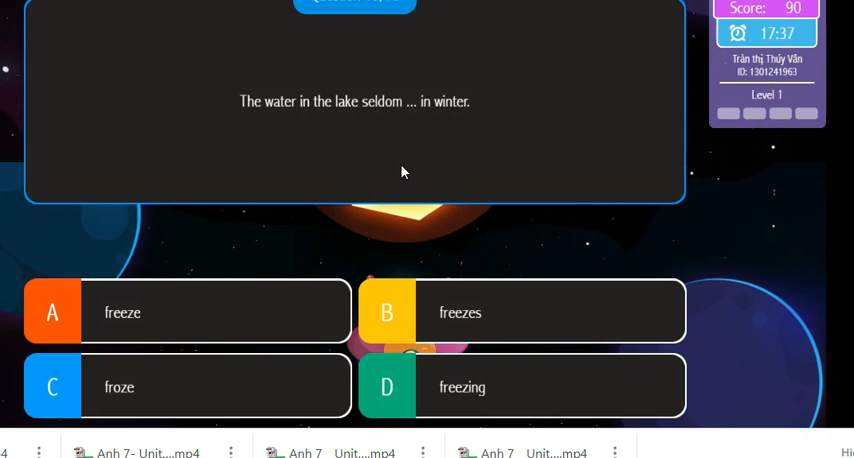 Score: 90
17:37
Trần thị Thúy Vân
ID: 1301241963
Level 1
The water in the lake seldom ... in winter.
A freeze
B freezes
C froze
D freezing
4
Anh 7- Unit....mp4
Anh 7 Unit....mp4
Anh 7 Unit....mp4